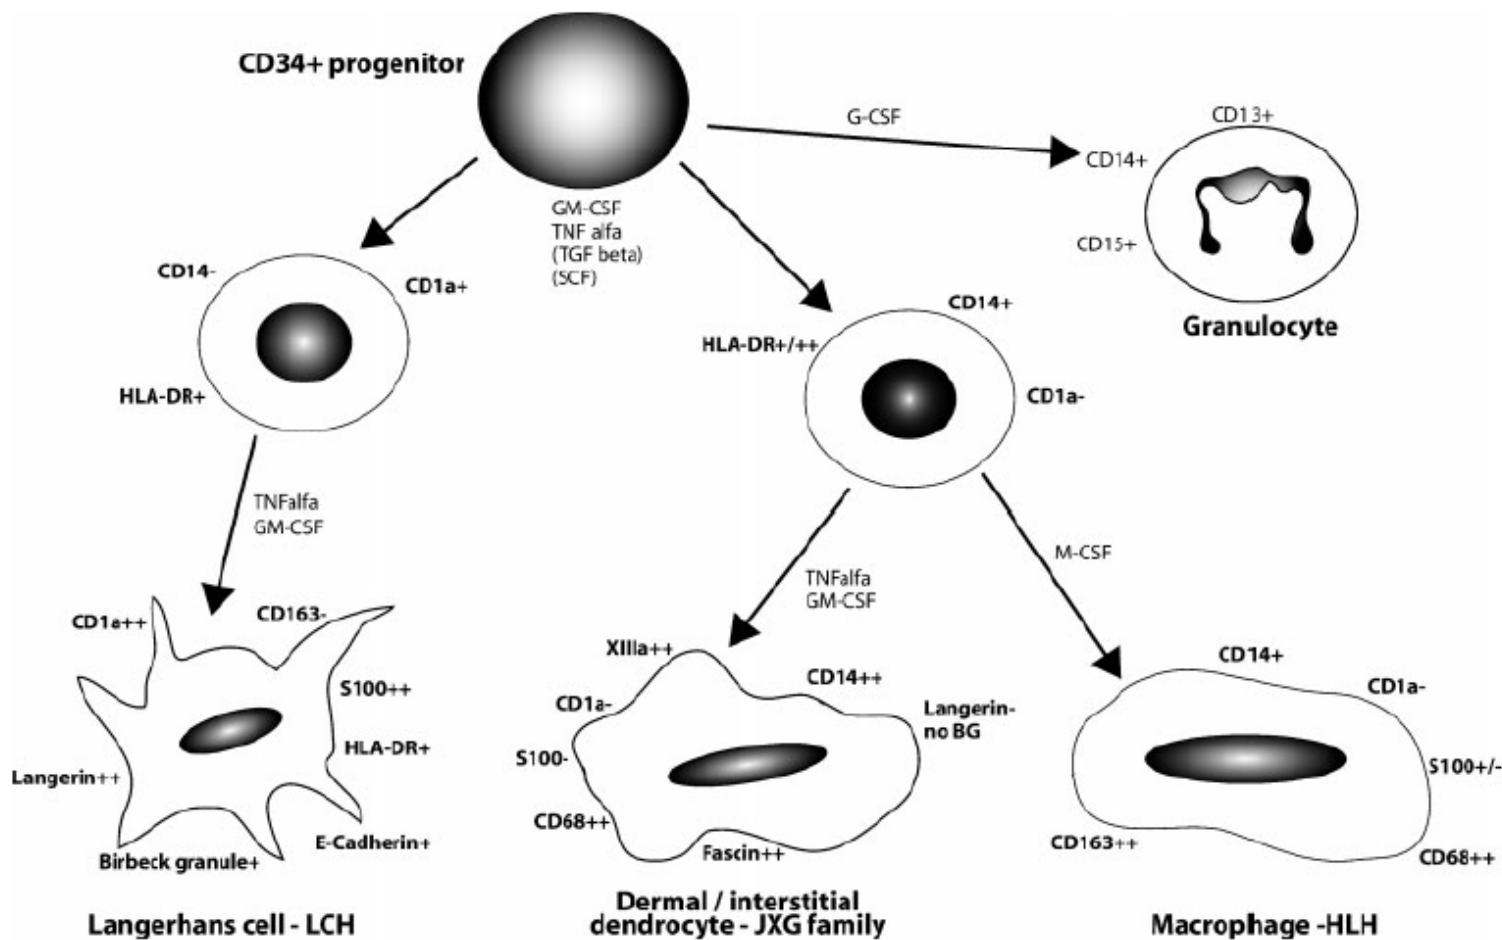 CD34+ progenitor
G-CSF
CD13+
CD14+
CD15+
Granulocyte
GM-CSF
TNF alfa
(TGF beta)
(SCF)
CD14-
CD1a+
HLA-DR+
CD14+
HLA-DR+/++
CD1a-
TNFalfa
GM-CSF
TNFalfa
GM-CSF
M-CSF
CD1a++
CD163-
S100++
HLA-DR+
Langerin++
E-Cadherin+
Birbeck granule+
Langerhans cell - LCH
XIIIa++
CD14++
CD1a-
Langerin-
no BG
S100-
CD68++
Fascin++
Dermal / interstitial
dendrocyte - JXG family
CD14+
CD1a-
S100+/-
CD163++
CD68++
Macrophage -HLH